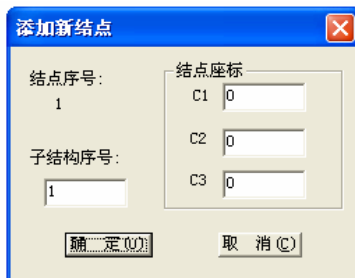 添加新结点
结点序号:
1
子结构序号:
1
结点座标
C1 0
C2 0
C3 0
确 定(U)
取 消(C)